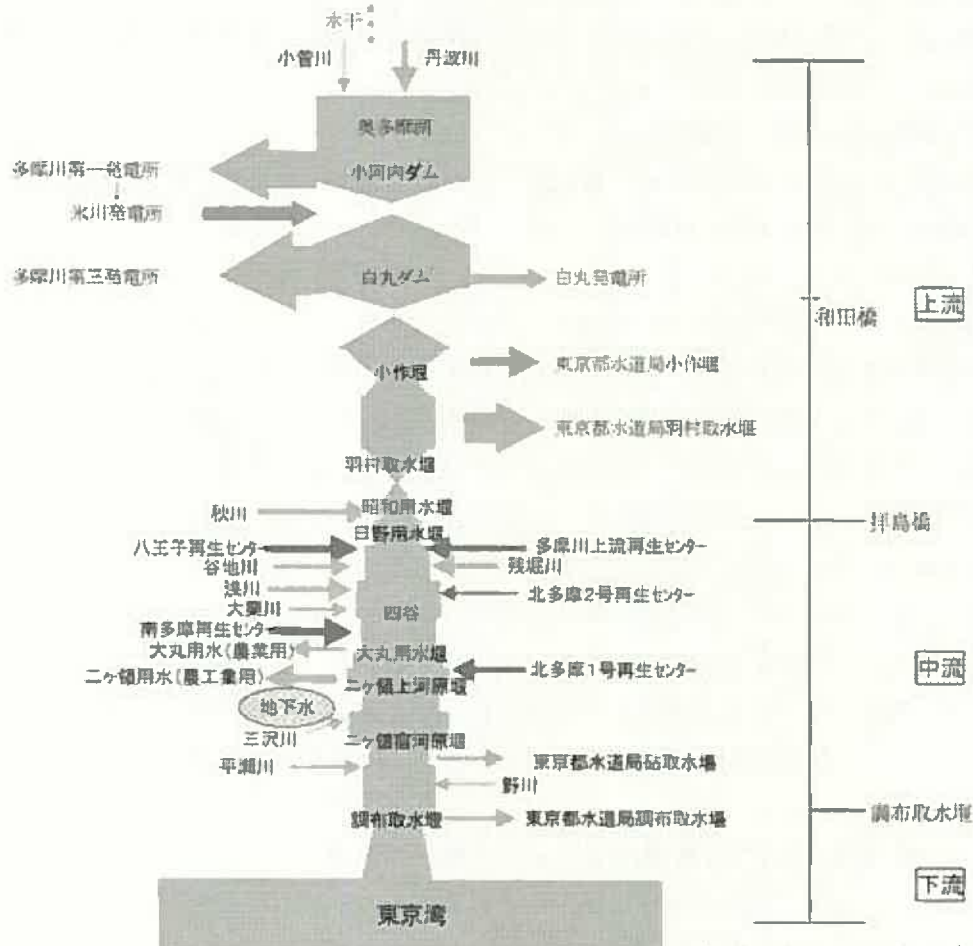 水干
小菅川
丹波川
奥多摩湖
小河内ダム
多摩川第一発電所
氷川発電所
多摩川第三発電所
白丸ダム
白丸発電所
上流
和田橋
小作堰
東京都水道局小作堰
東京都水道局羽村取水堰
羽村取水堰
秋川
昭和用水堰
拝島橋
日野用水堰
八王子再生センター
多摩川上流再生センター
谷地川
残堀川
浅川
北多摩2号再生センター
大栗川
四谷
南多摩再生センター
大丸用水(農業用)
大丸用水堰
北多摩1号再生センター
中流
二ヶ領用水(農工業用)
二ヶ領上河原堰
地下水
三沢川
二ヶ領宿河原堰
平瀬川
東京都水道局砧取水場
野川
調布取水堰
調布取水堰
東京都水道局調布取水堰
下流
東京湾